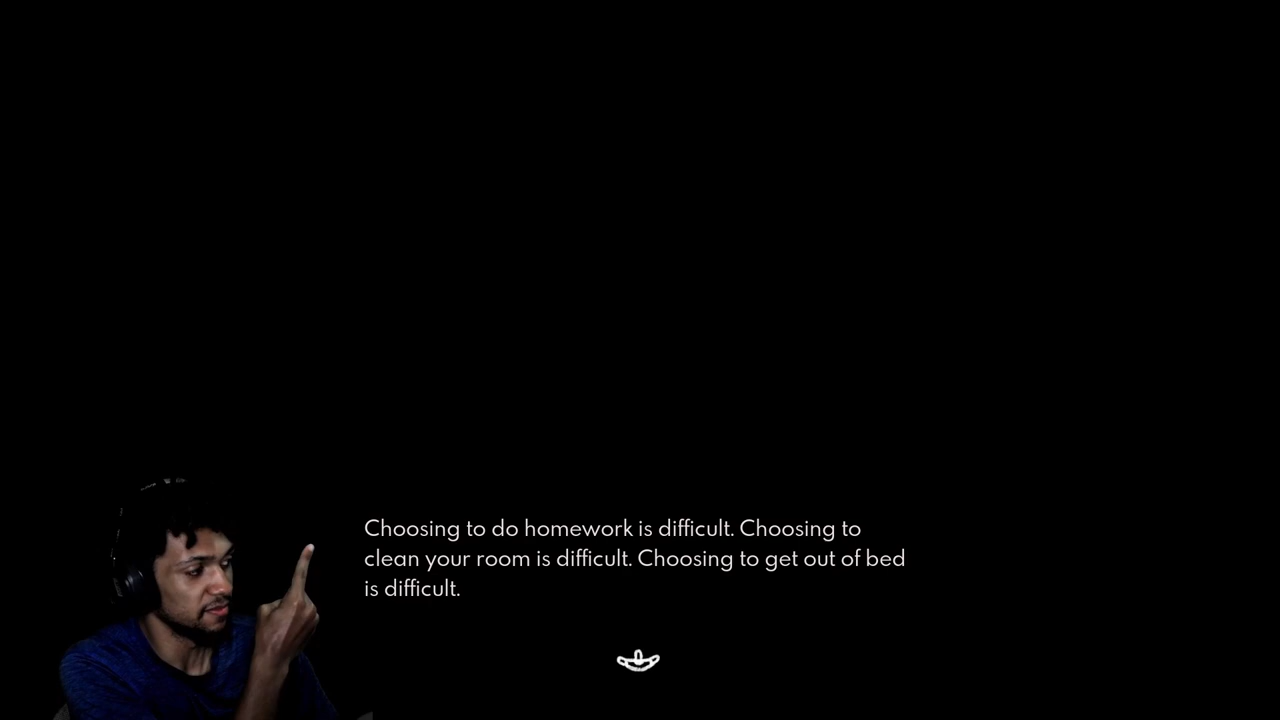 Choosing to do homework is difficult. Choosing to
clean your room is difficult. Choosing to get out of bed
is difficult.